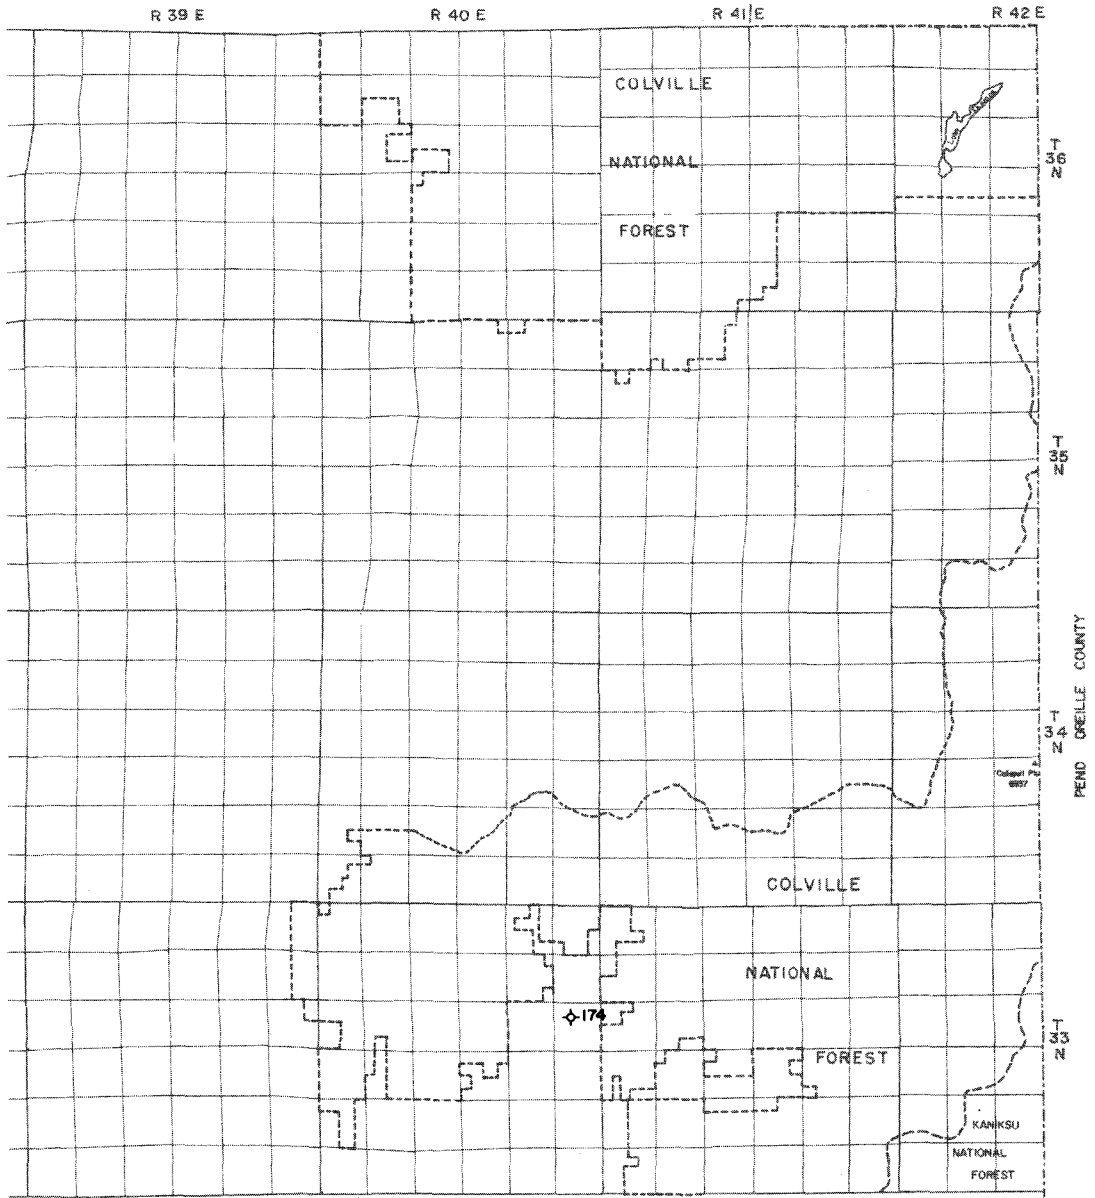 R 39 E
R 40 E
R 41 E
R 42 E
COLVILLE
NATIONAL
FOREST
T
36
N
T
35
N
PEND OREILLE COUNTY
T
34
N
COLVILLE
NATIONAL
FOREST
174
T
33
N
KANIKSU
NATIONAL
FOREST